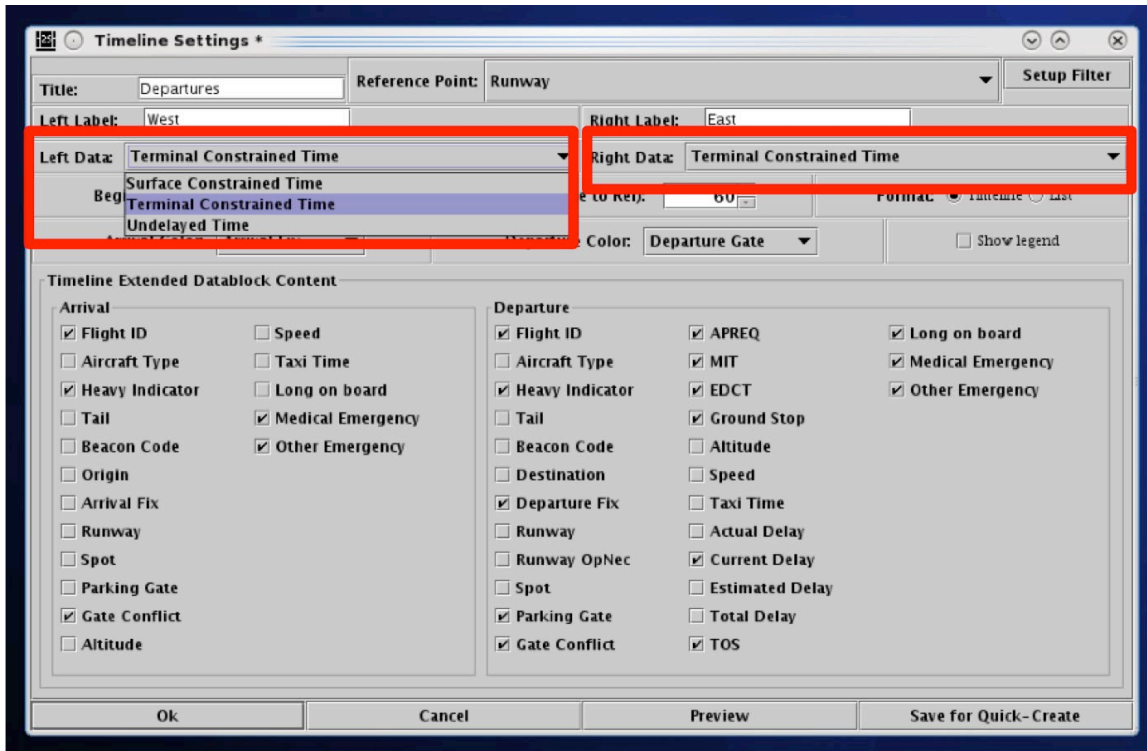 Timeline Settings *
Title: Departures Reference Point: Runway Setup Filter
Left Label: West Right Label: East
Left Data: Terminal Constrained Time Right Data: Terminal Constrained Time
Surface Constrained Time
Terminal Constrained Time
Undelayed Time
60 Format: Timeline List
Color: Departure Gate Show legend
Timeline Extended Datablock Content
Arrival Departure
Flight ID Speed Flight ID APREQ Long on board
Aircraft Type Taxi Time Aircraft Type MIT Medical Emergency
Heavy Indicator Long on board Heavy Indicator EDCT Other Emergency
Tail Medical Emergency Tail Ground Stop
Beacon Code Other Emergency Beacon Code Altitude
Origin Destination Speed
Arrival Fix Departure Fix Taxi Time
Runway Runway Actual Delay
Spot Runway OpNec Current Delay
Parking Gate Spot Estimated Delay
Gate Conflict Parking Gate Total Delay
Altitude Gate Conflict TOS
Ok Cancel Preview Save for Quick-Create